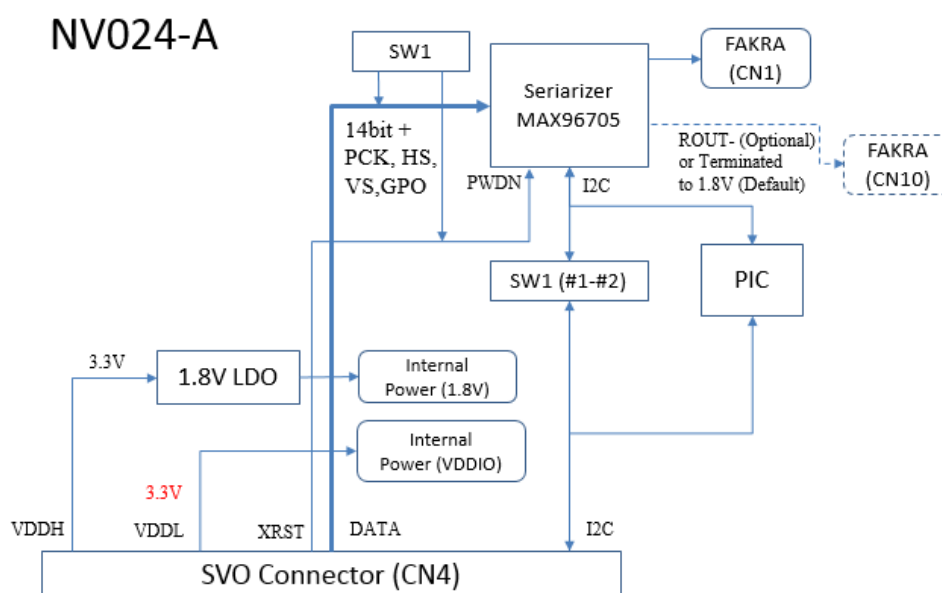 NV024-A
SW1
Seriarizer
MAX96705
FAKRA
(CN1)
14bit +
PCK, HS,
VS,GPO
PWDN
I2C
ROUT- (Optional)
or Terminated
to 1.8V (Default)
FAKRA
(CN10)
SW1 (#1-#2)
PIC
3.3V
1.8V LDO
Internal
Power (1.8V)
Internal
Power (VDDIO)
3.3V
VDDH
VDDL
XRST
DATA
I2C
SVO Connector (CN4)